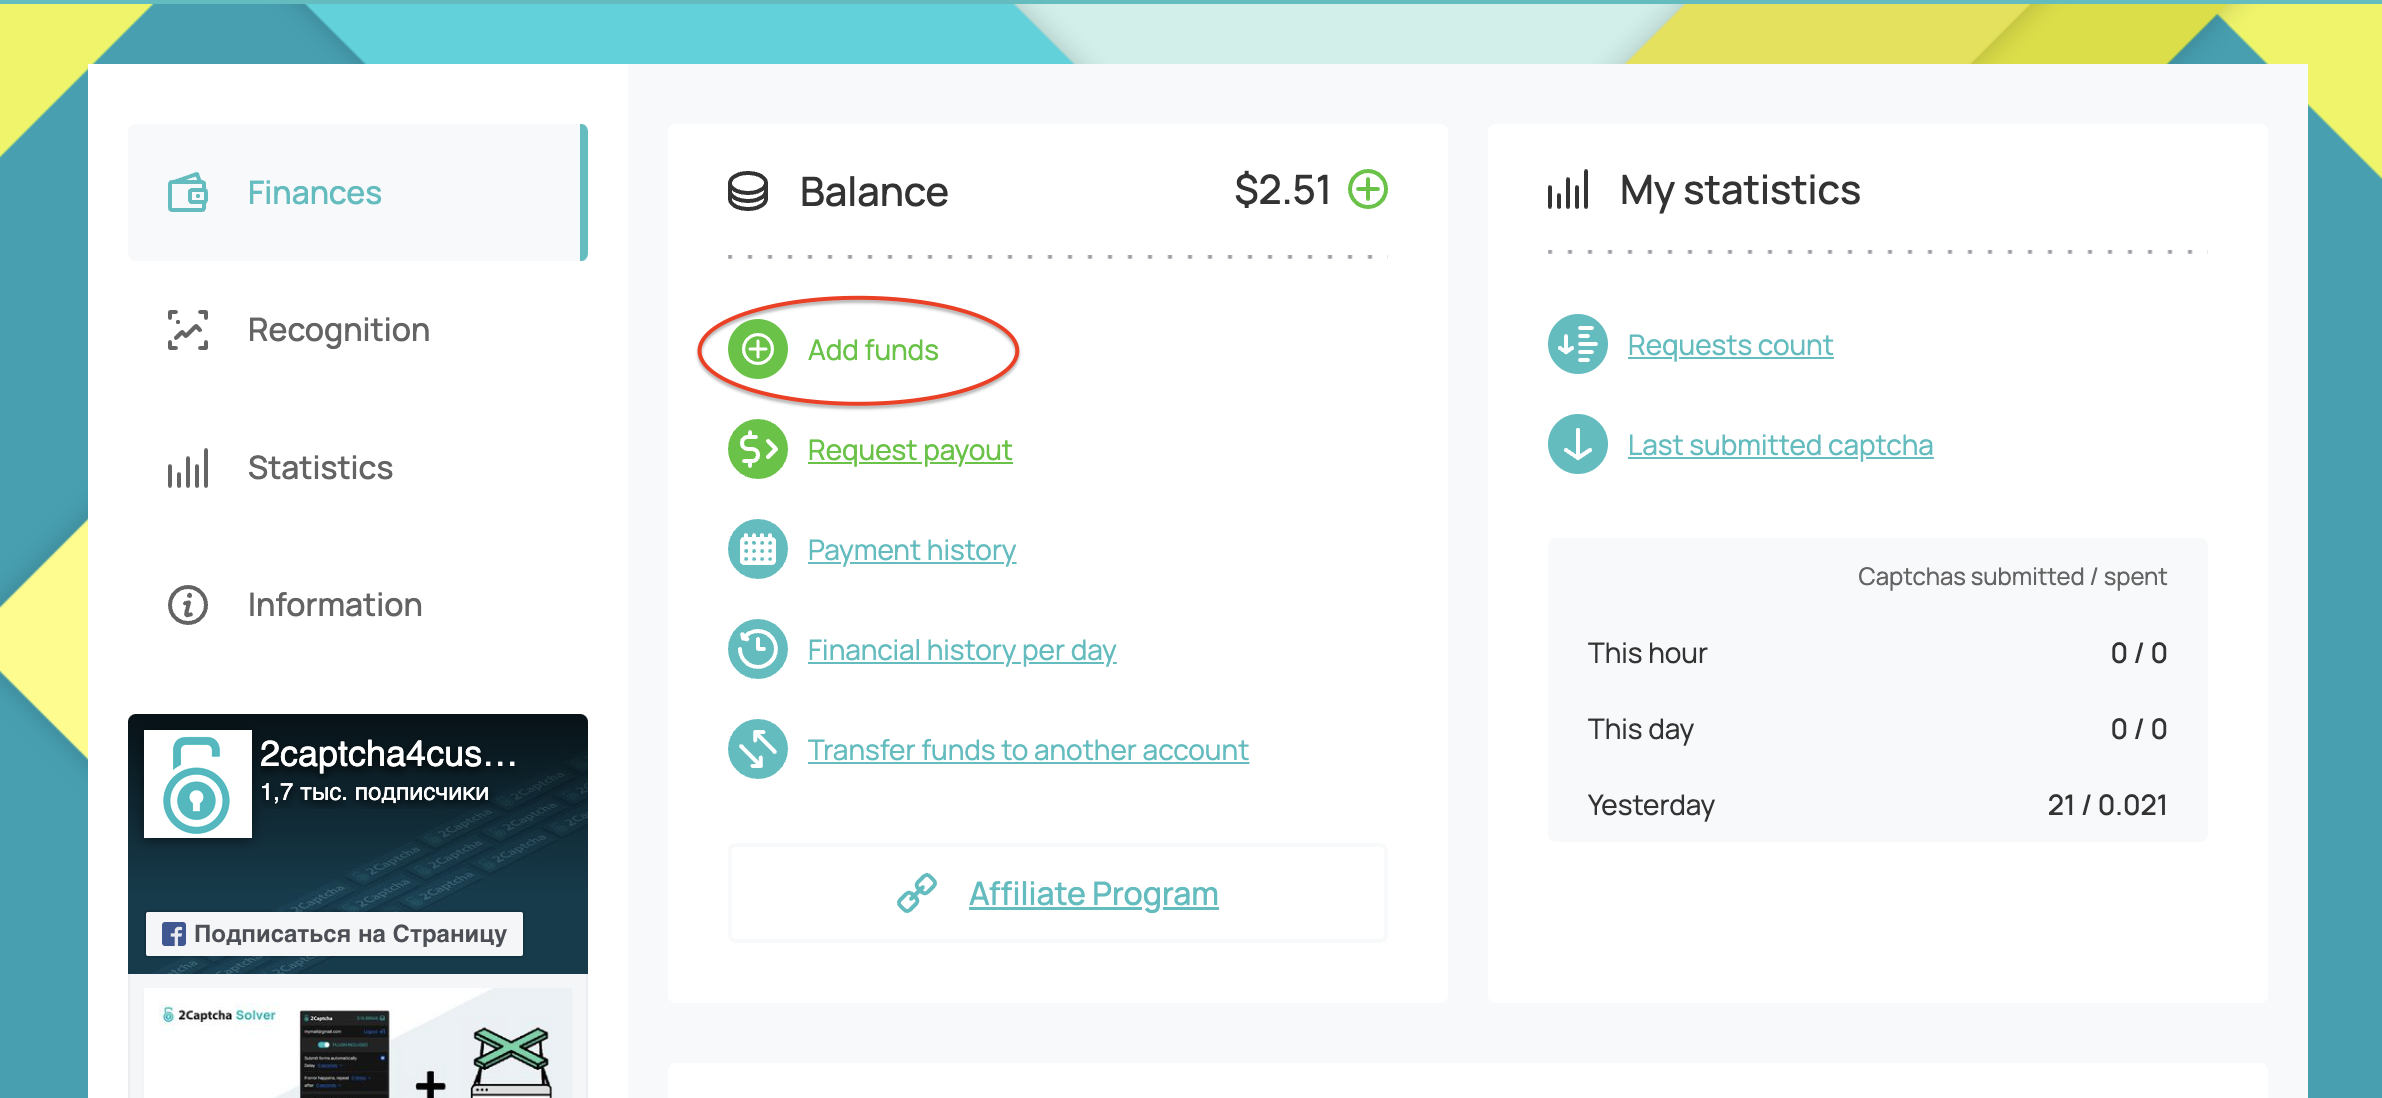 Finances
Recognition
Statistics
Information
2captcha4cus...
1,7 тыс. подписчики
Подписаться на Страницу
2Captcha Solver
2Captcha
Balance
$2.51
Add funds
Request payout
Payment history
Financial history per day
Transfer funds to another account
Affiliate Program
My statistics
Requests count
Last submitted captcha
Captchas submitted / spent
This hour 0 / 0
This day 0 / 0
Yesterday 21 / 0.021